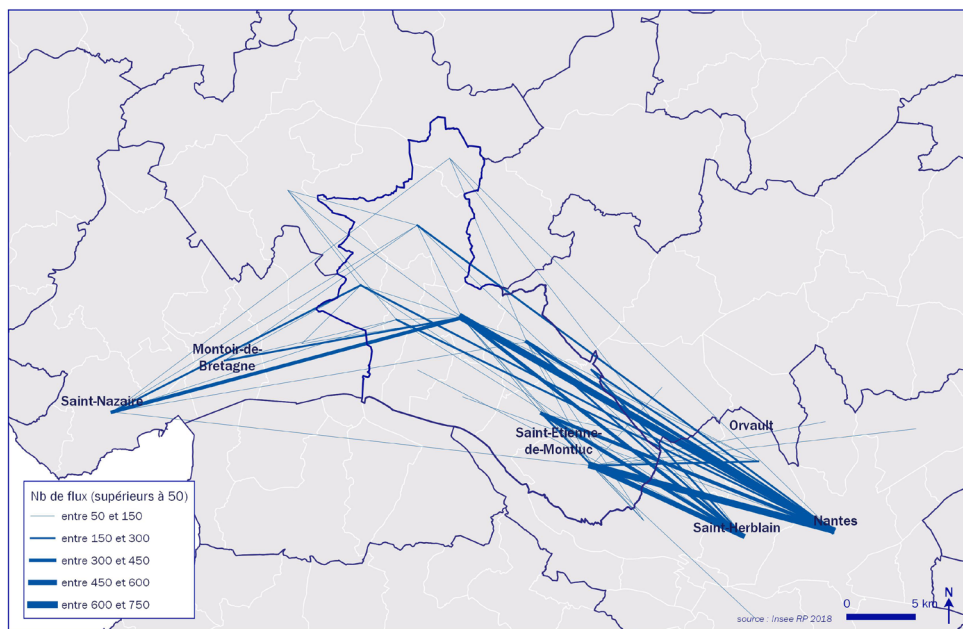 Montoir-de-
Bretagne
Saint-Nazaire
Orvault
Saint-Etienne-
de-Montluc
Saint-Herblain
Nantes
Nb de flux (supérieurs à 50)
entre 50 et 150
entre 150 et 300
entre 300 et 450
entre 450 et 600
entre 600 et 750
N
0 5 km
source : Insee RP 2018